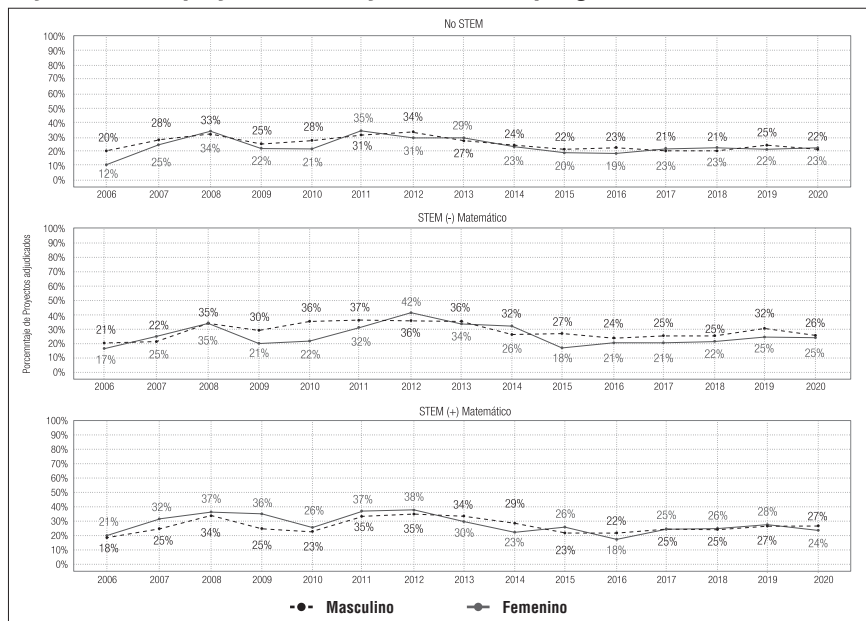 No STEM
100%
90%
80%
70%
60%
50%
40%
30%
20%
10%
0%
20% 28% 33% 25% 28% 35% 34% 29% 24% 22% 23% 21% 21% 25% 22%
12% 25% 34% 22% 21% 31% 31% 27% 23% 20% 19% 23% 23% 22% 23%
2006 2007 2008 2009 2010 2011 2012 2013 2014 2015 2016 2017 2018 2019 2020
Porcerntaje de Proyectos adjudicados
STEM (-) Matemático
100%
90%
80%
70%
60%
50%
40%
30%
20%
10%
0%
21% 22% 35% 30% 36% 37% 42% 36% 32% 27% 24% 25% 25% 32% 26%
17% 25% 35% 21% 22% 32% 36% 34% 26% 18% 21% 21% 22% 25% 25%
2006 2007 2008 2009 2010 2011 2012 2013 2014 2015 2016 2017 2018 2019 2020
STEM (+) Matemático
100%
90%
80%
70%
60%
50%
40%
30%
20%
10%
0%
21% 32% 37% 36% 26% 37% 38% 34% 29% 26% 22% 25% 26% 28% 27%
18% 25% 34% 25% 23% 35% 35% 30% 23% 23% 18% 25% 25% 27% 24%
2006 2007 2008 2009 2010 2011 2012 2013 2014 2015 2016 2017 2018 2019 2020
Masculino Femenino